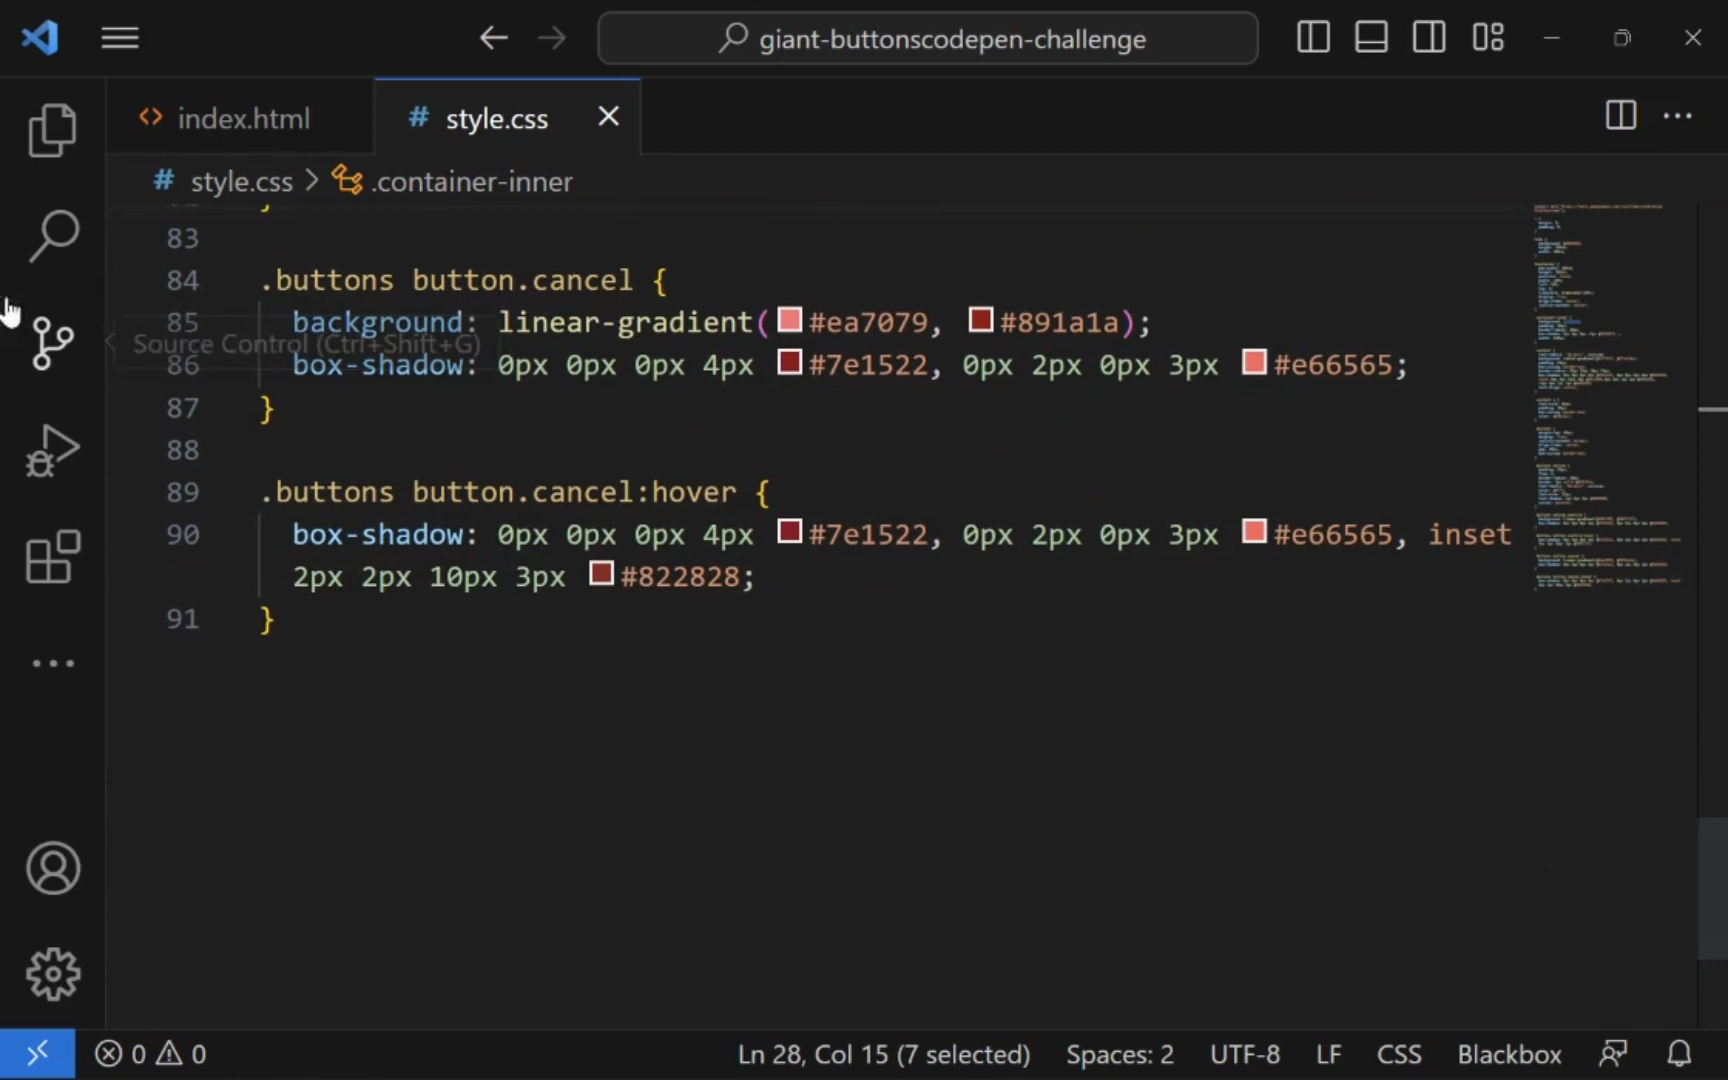 giant-buttonscodepen-challenge
<> index.html
# style.css
# style.css > .container-inner
}
83
84 .buttons button.cancel {
85 background: linear-gradient(#ea7079, #891a1a);
Source Control (Ctrl+Shift+G)
86 box-shadow: 0px 0px 0px 4px #7e1522, 0px 2px 0px 3px #e66565;
87 }
88
89 .buttons button.cancel:hover {
90 box-shadow: 0px 0px 0px 4px #7e1522, 0px 2px 0px 3px #e66565, inset
2px 2px 10px 3px #822828;
91 }
0 0 Ln 28, Col 15 (7 selected) Spaces: 2 UTF-8 LF CSS Blackbox